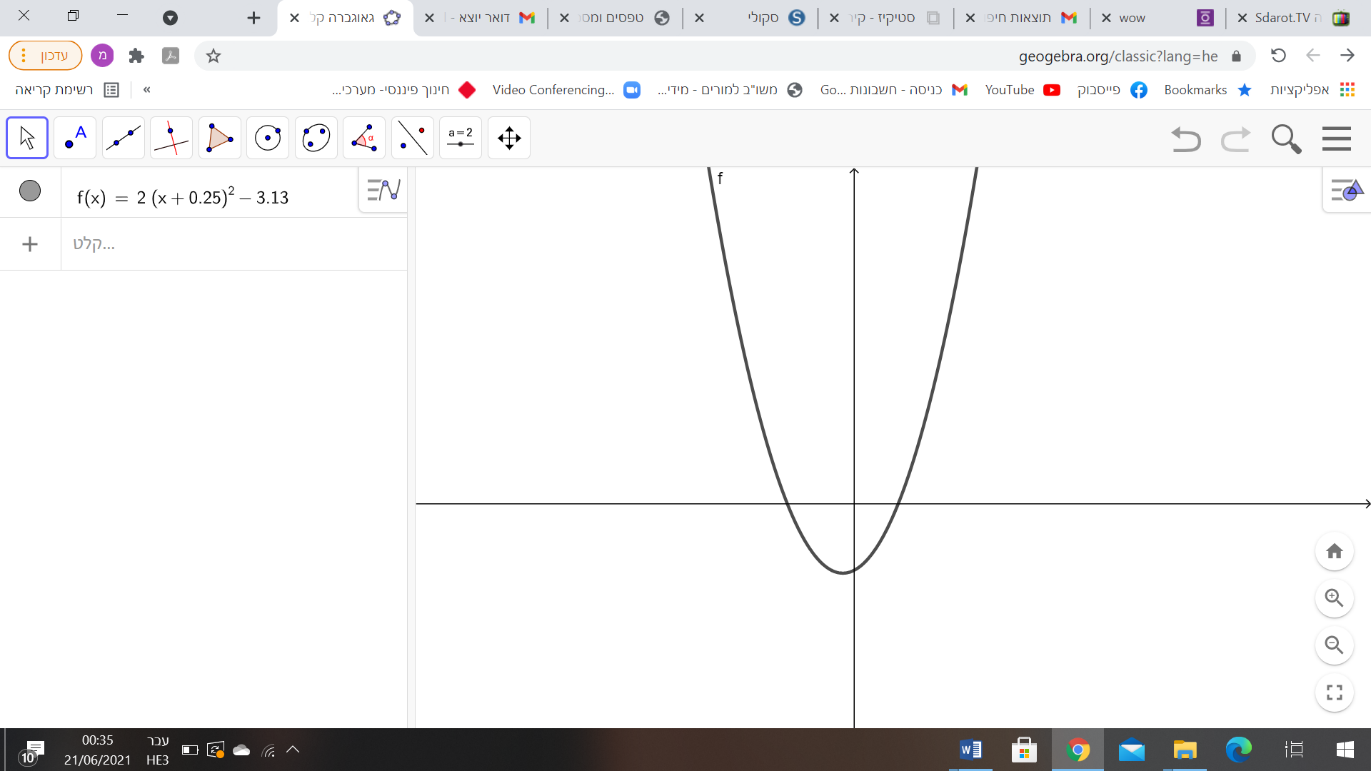 גאוגברה קל
דואר יוצא -
טפסים ומסנ
סקולי
סטיקיז - קיר
תוצאות חיפ
wow
Sdarot.TV ה
עדכון
מ
geogebra.org/classic?lang=he
רשימת קריאה
»
חינוך פיננסי- מערכי...
Video Conferencing...
משו"ב למורים - מידי...
כניסה - חשבונות Go...
YouTube
פייסבוק
Bookmarks
אפליקציות
A
α
a=2
f(x) = 2 (x + 0.25)² – 3.13
קלט...
f
00:35
21/06/2021
עבר
HE3
10